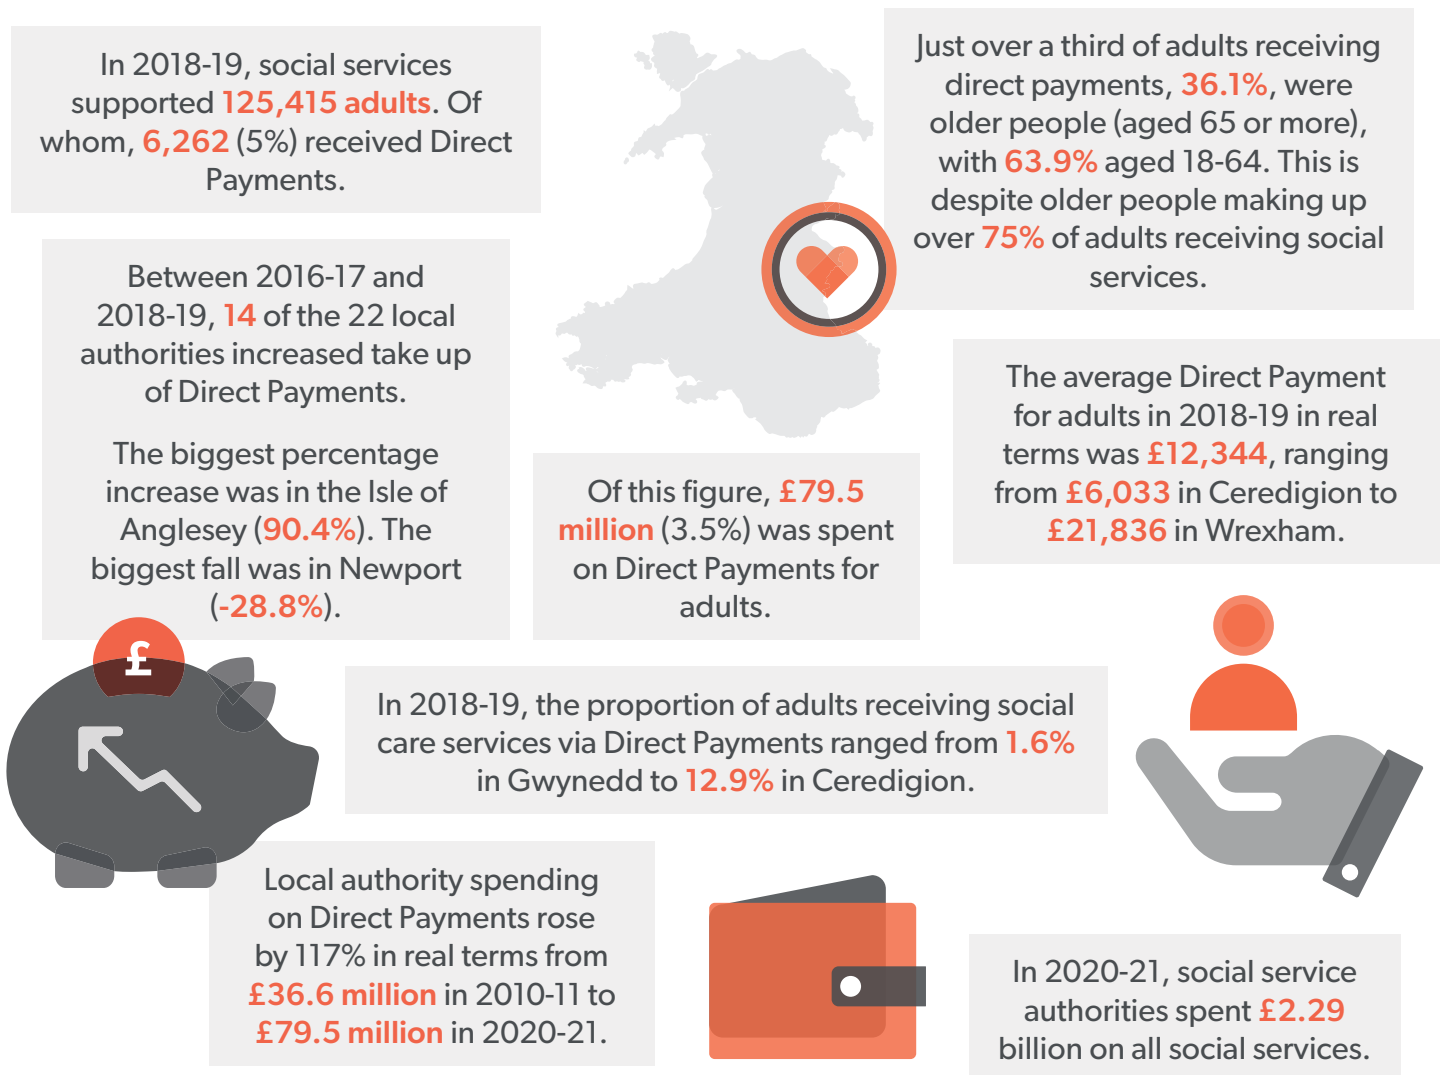 In 2018-19, social services
supported 125,415 adults. Of
whom, 6,262 (5%) received Direct
Payments.
Just over a third of adults receiving
direct payments, 36.1%, were
older people (aged 65 or more),
with 63.9% aged 18-64. This is
despite older people making up
over 75% of adults receiving social
services.
Between 2016-17 and
2018-19, 14 of the 22 local
authorities increased take up
of Direct Payments.
The biggest percentage
increase was in the Isle of
Anglesey (90.4%). The
biggest fall was in Newport
(-28.8%).
Of this figure, £79.5
million (3.5%) was spent
on Direct Payments for
adults.
The average Direct Payment
for adults in 2018-19 in real
terms was £12,344, ranging
from £6,033 in Ceredigion to
£21,836 in Wrexham.
£
In 2018-19, the proportion of adults receiving social
care services via Direct Payments ranged from 1.6%
in Gwynedd to 12.9% in Ceredigion.
Local authority spending
on Direct Payments rose
by 117% in real terms from
£36.6 million in 2010-11 to
£79.5 million in 2020-21.
In 2020-21, social service
authorities spent £2.29
billion on all social services.